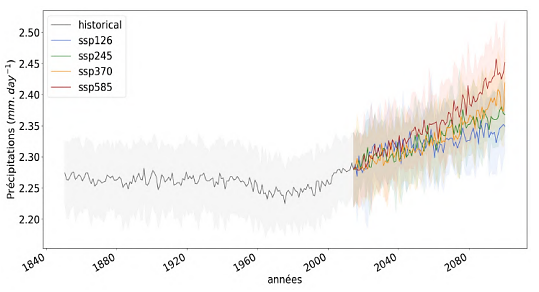 historical
ssp126
ssp245
ssp370
ssp585
Précipitations (mm.day⁻¹)
2.50
2.45
2.40
2.35
2.30
2.25
2.20
1840 1880 1920 1960 2000 2040 2080
années